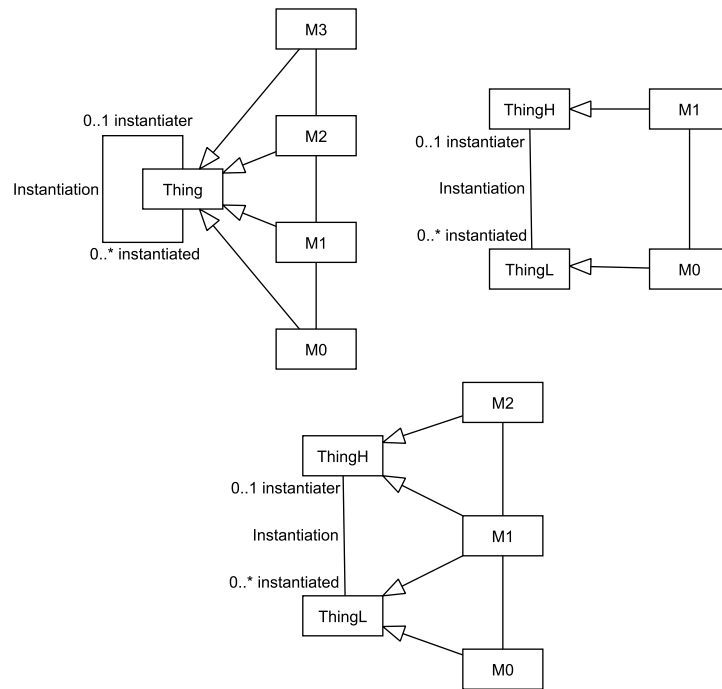 M3
0..1 instantiater
M2
Instantiation
Thing
M1
0..* instantiated
M0
ThingH
M1
0..1 instantiater
Instantiation
0..* instantiated
ThingL
M0
M2
ThingH
0..1 instantiater
Instantiation
M1
0..* instantiated
ThingL
M0